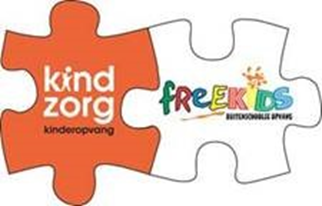 kind
zorg
kinderopvang
FREEKIDS
BUITENSCHOOLSE OPVANG